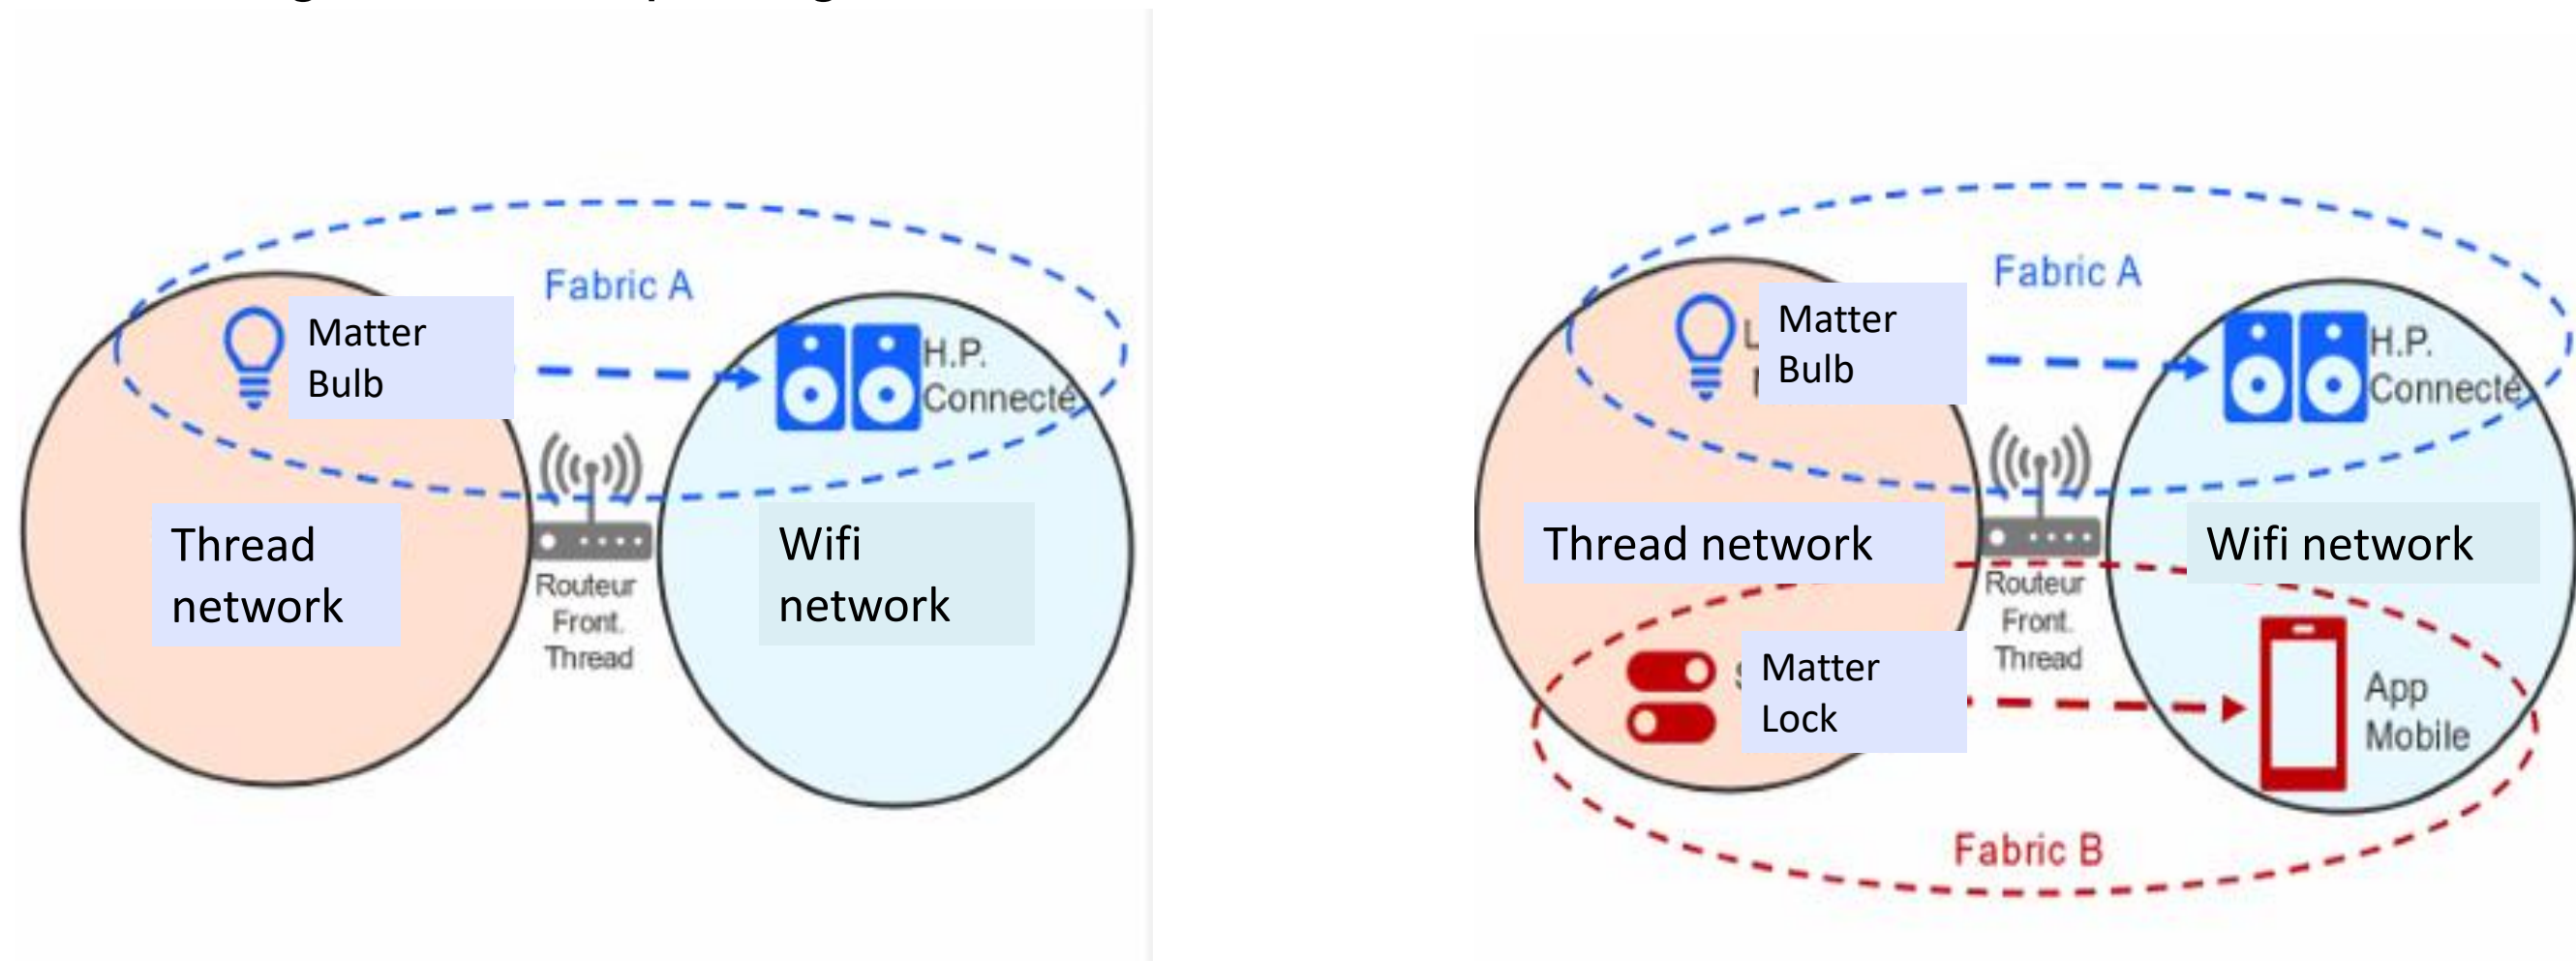 Fabric A
Matter
Bulb
H.P.
Connecté
Thread
network
Wifi
network
Routeur
Front.
Thread
Fabric A
Matter
Bulb
H.P.
Connecté
Thread network
Wifi network
Routeur
Front.
Thread
Matter
Lock
App
Mobile
Fabric B